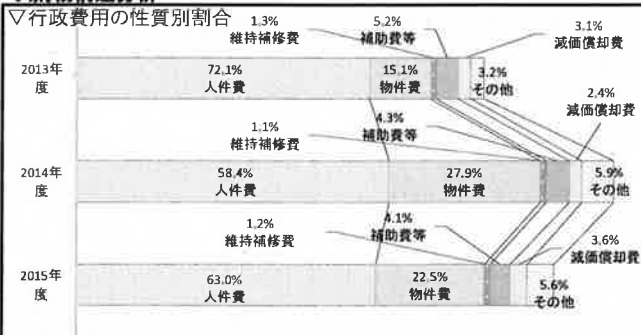 ▽行政費用の性質別割合
1.3%
維持補修費
5.2%
補助費等
3.1%
減価償却費
2013年
度
72.1%
人件費
15.1%
物件費
3.2%
その他
1.1%
維持補修費
4.3%
補助費等
2.4%
減価償却費
2014年
度
58.4%
人件費
27.9%
物件費
5.9%
その他
1.2%
維持補修費
4.1%
補助費等
3.6%
減価償却費
2015年
度
63.0%
人件費
22.5%
物件費
5.6%
その他